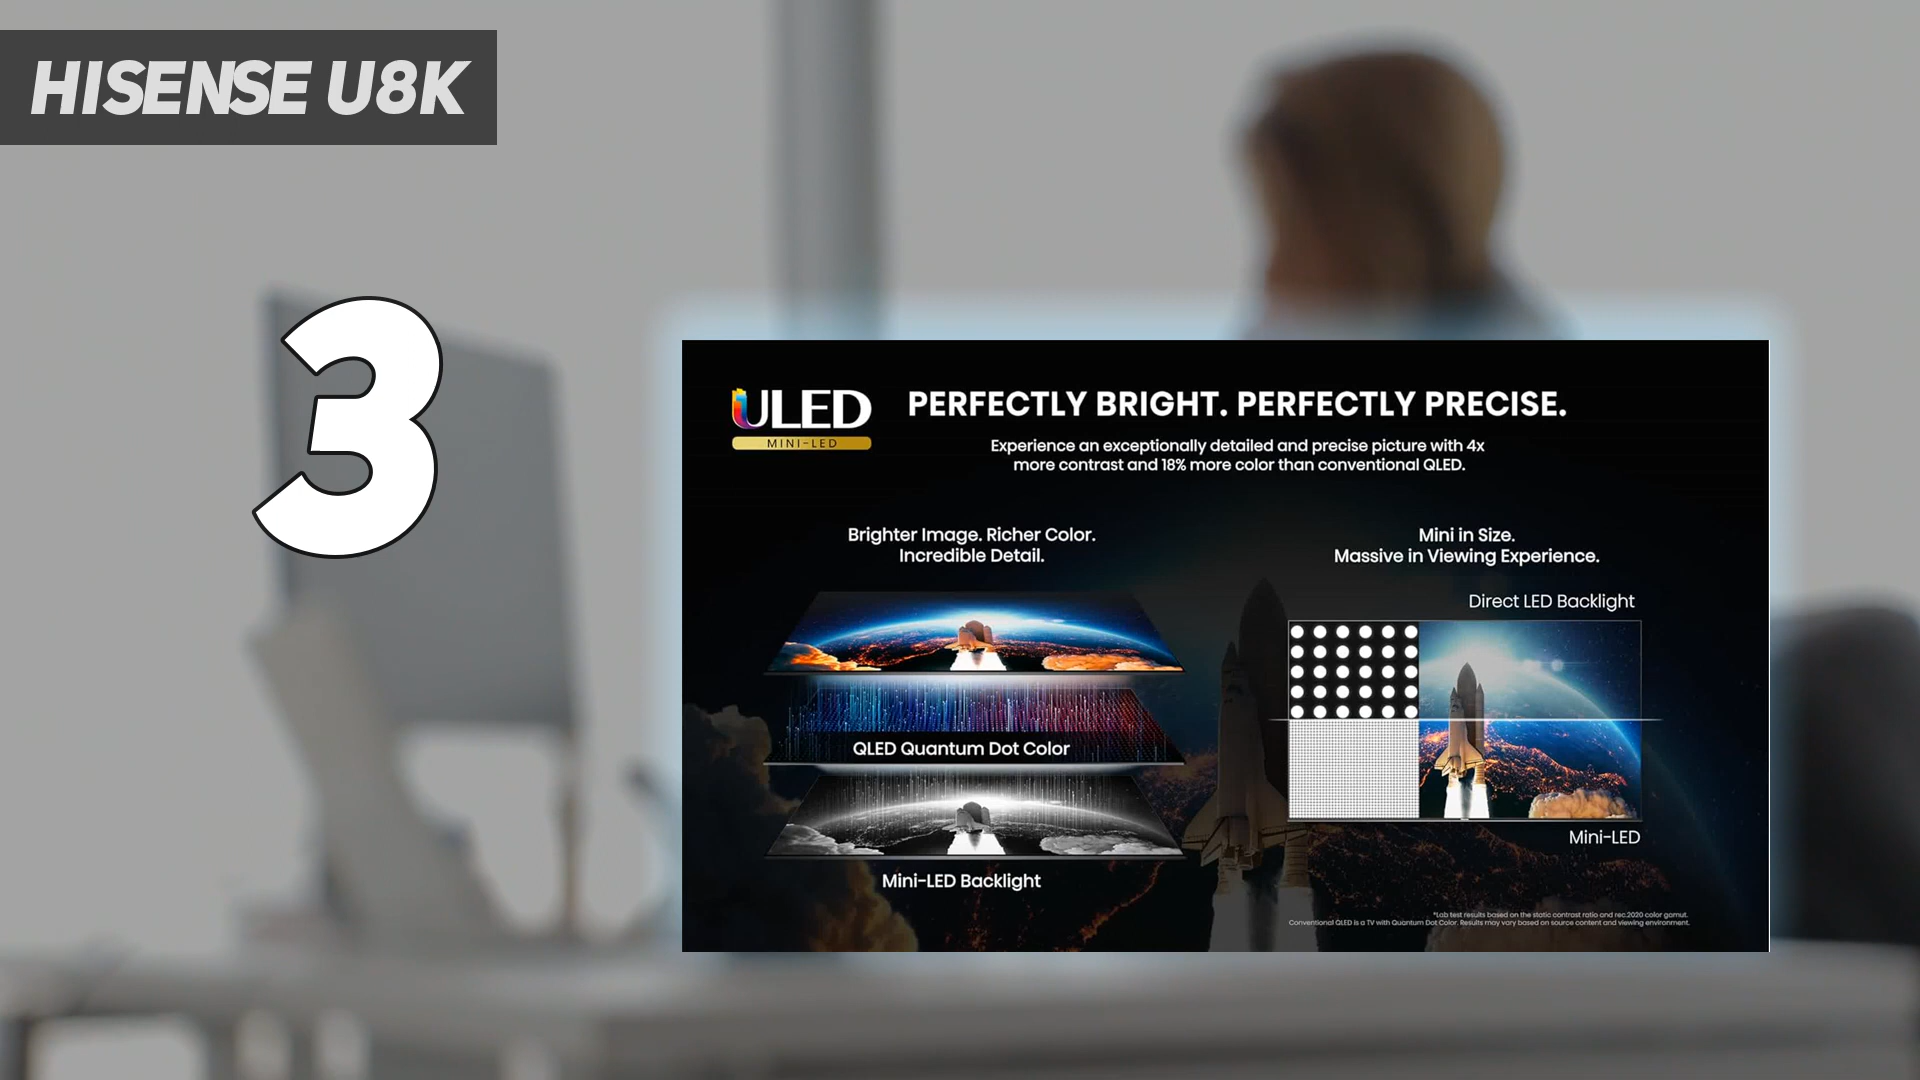 HISENSE U8K
3
ULED
MINI-LED
PERFECTLY BRIGHT. PERFECTLY PRECISE.
Experience an exceptionally detailed and precise picture with 4x
more contrast and 18% more color than conventional QLED.
Brighter Image. Richer Color.
Incredible Detail.
QLED Quantum Dot Color
Mini-LED Backlight
Mini in Size.
Massive in Viewing Experience.
Direct LED Backlight
Mini-LED
*Lab test results based on the static contrast ratio and rec.2020 color gamut.
Conventional QLED is a TV with Quantum Dot Color. Results may vary based on source content and viewing environment.